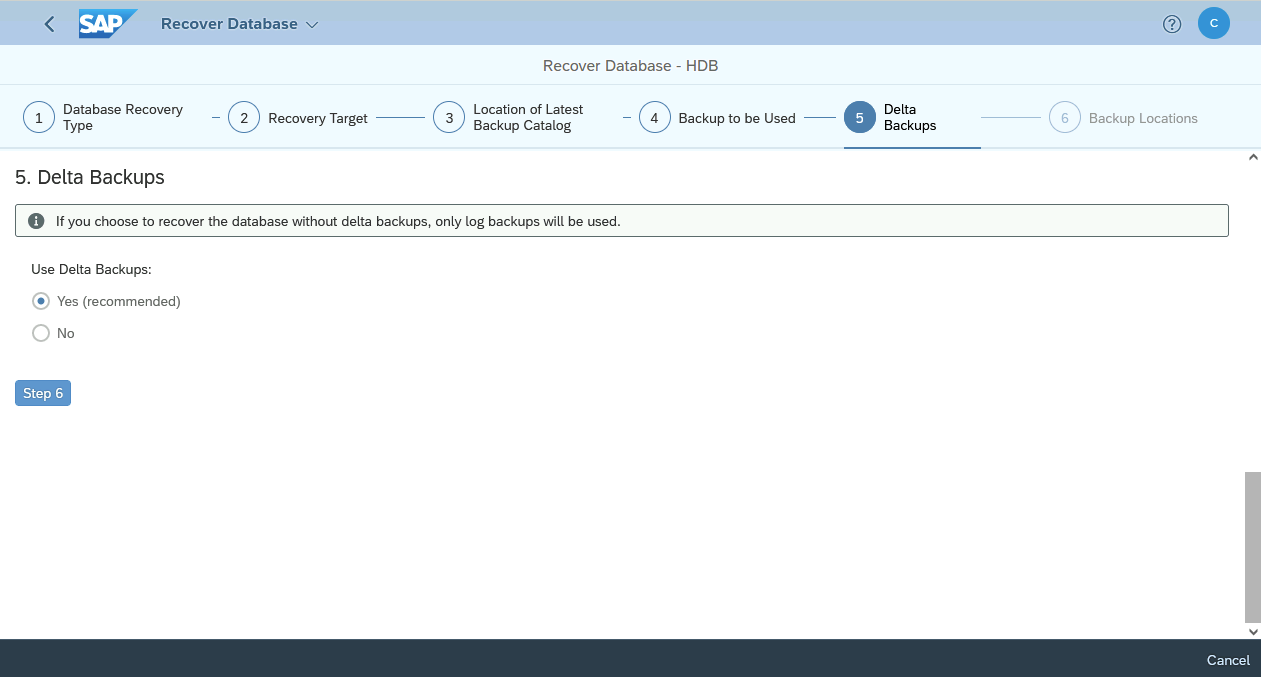 SAP Recover Database
C
Recover Database - HDB
1 Database Recovery
Type
2 Recovery Target
3 Location of Latest
Backup Catalog
4 Backup to be Used
5 Delta
Backups
6 Backup Locations
5. Delta Backups
If you choose to recover the database without delta backups, only log backups will be used.
Use Delta Backups:
Yes (recommended)
No
Step 6
Cancel